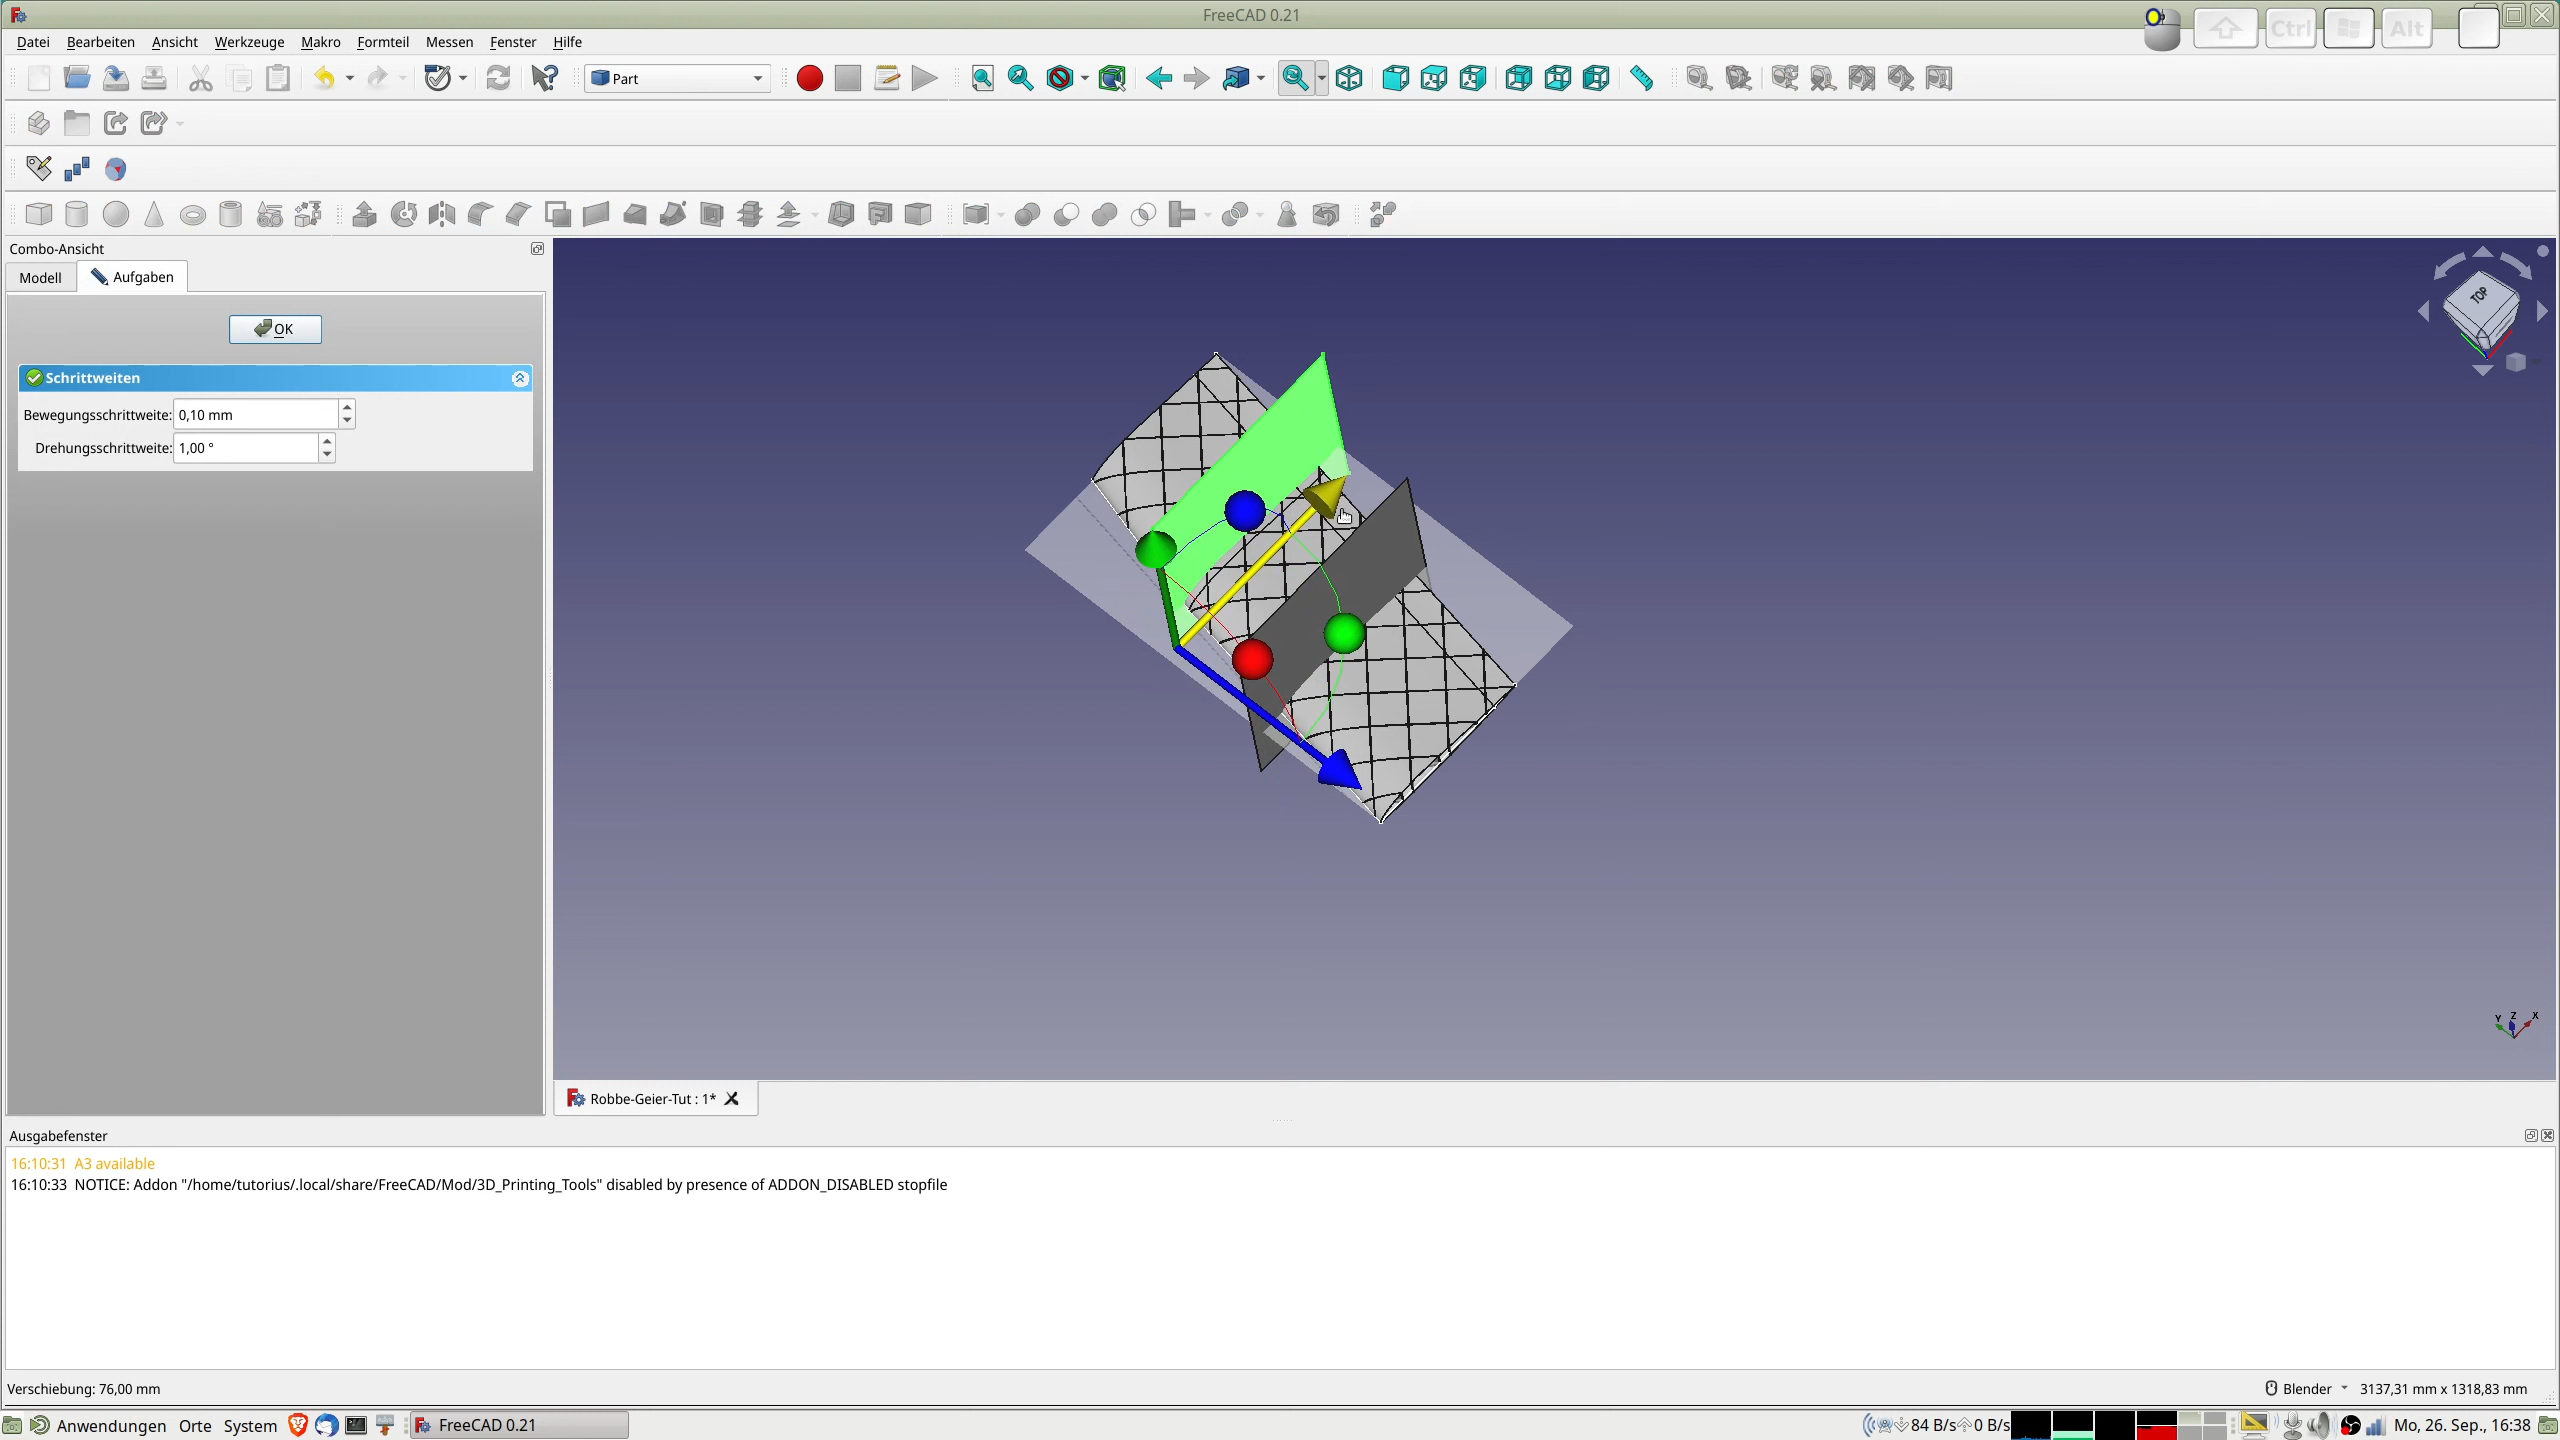 FreeCAD 0.21
Ctrl
Alt
Datei Bearbeiten Ansicht Werkzeuge Makro Formteil Messen Fenster Hilfe
Part
Combo-Ansicht
Modell Aufgaben
OK
Schrittweiten
Bewegungsschrittweite: 0,10 mm
Drehungsschrittweite: 1,00 °
TOP
Y Z X
Robbe-Geier-Tut : 1*
Ausgabefenster
16:10:31 A3 available
16:10:33 NOTICE: Addon "/home/tutorius/.local/share/FreeCAD/Mod/3D_Printing_Tools" disabled by presence of ADDON_DISABLED stopfile
Verschiebung: 76,00 mm
Blender 3137,31 mm x 1318,83 mm
Anwendungen Orte System FreeCAD 0.21 84 B/s 0 B/s Mo, 26. Sep., 16:38